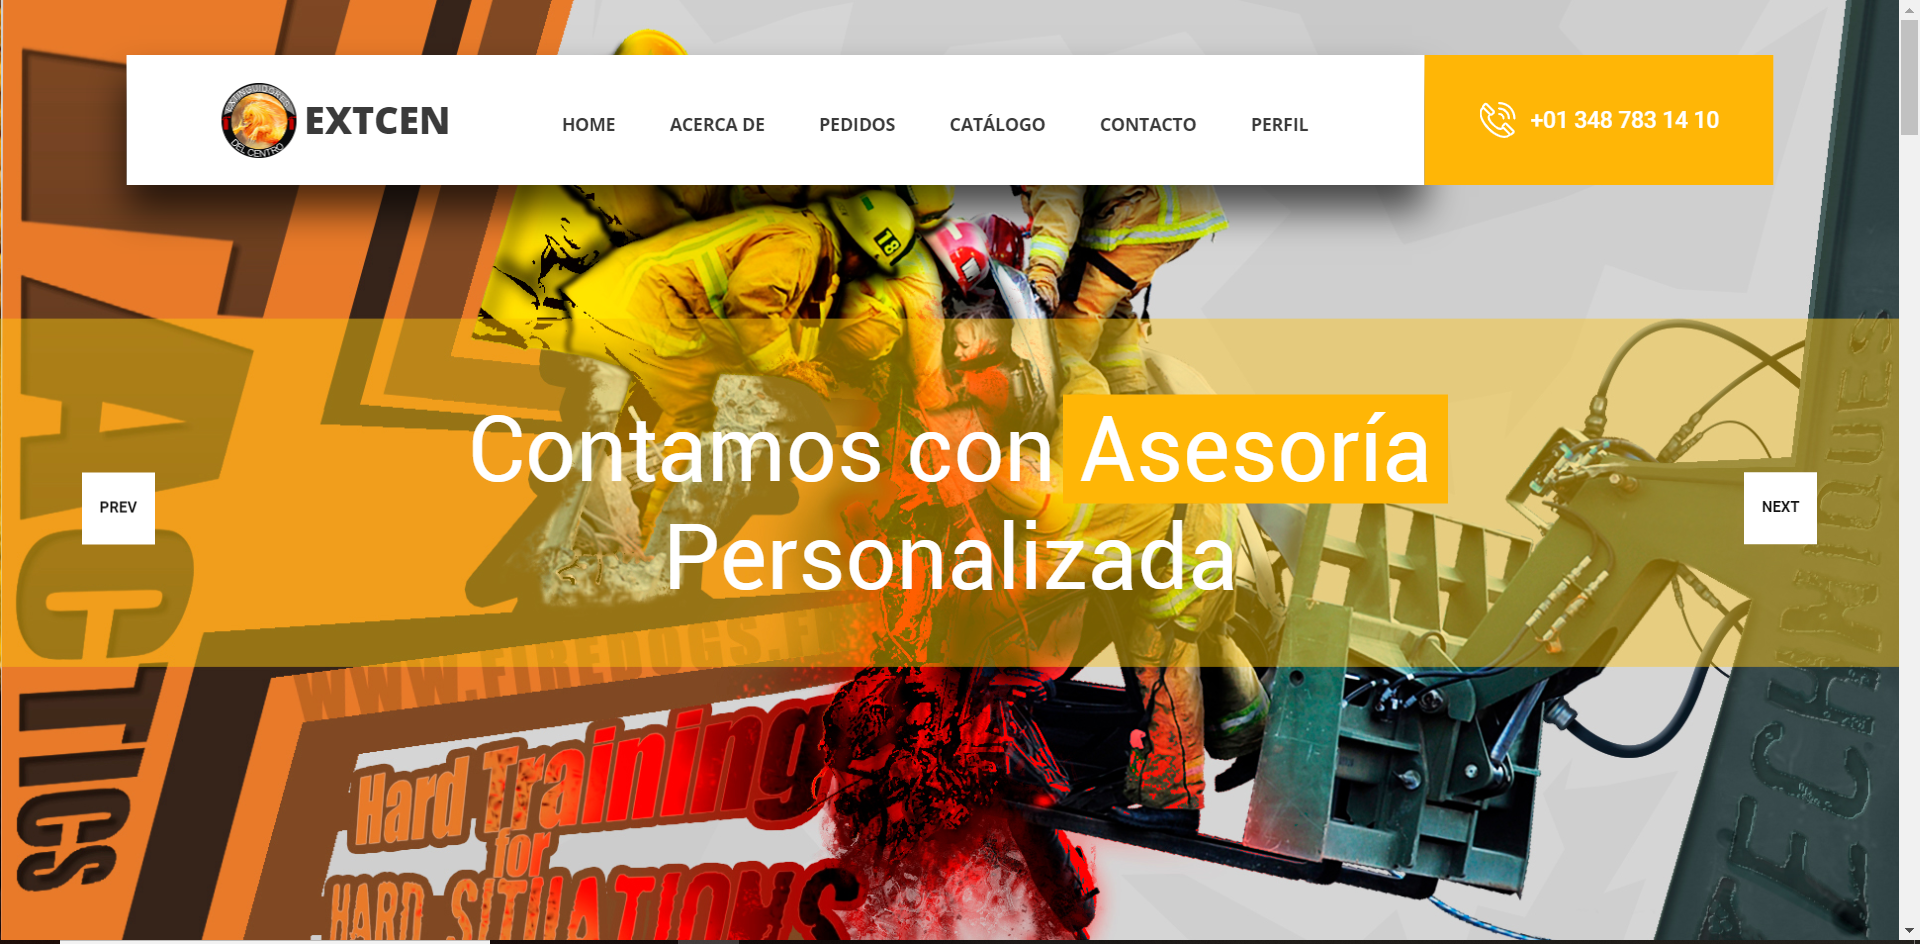 EXTINGUIDORES
DEL CENTRO
EXTCEN
HOME
ACERCA DE
PEDIDOS
CATÁLOGO
CONTACTO
PERFIL
+01 348 783 14 10
18
Contamos con Asesoría
Personalizada
PREV
NEXT
TACTICS
TECHNIQUES
WWW.FIREDOGS.FR
Hard Training
for
HARD SITUATIONS